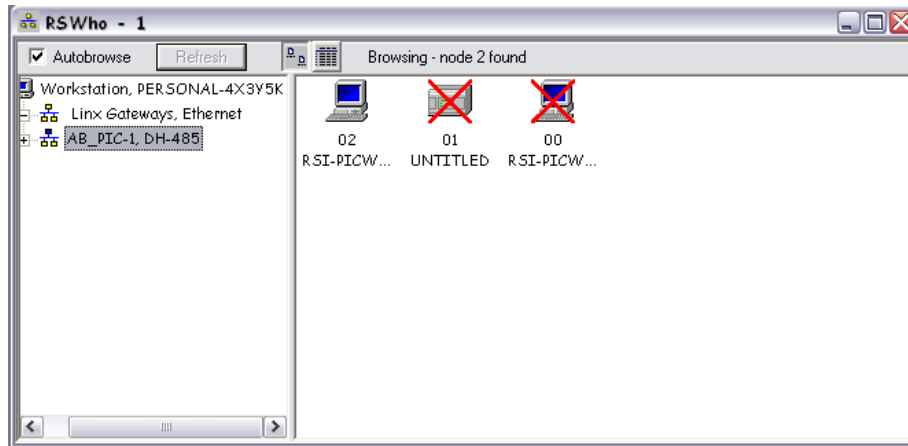 RSWho - 1
Autobrowse Refresh Browsing - node 2 found
Workstation, PERSONAL-4X3Y5K
Linx Gateways, Ethernet
AB_PIC-1, DH-485
02 01 00
RSI-PICW... UNTITLED RSI-PICW...